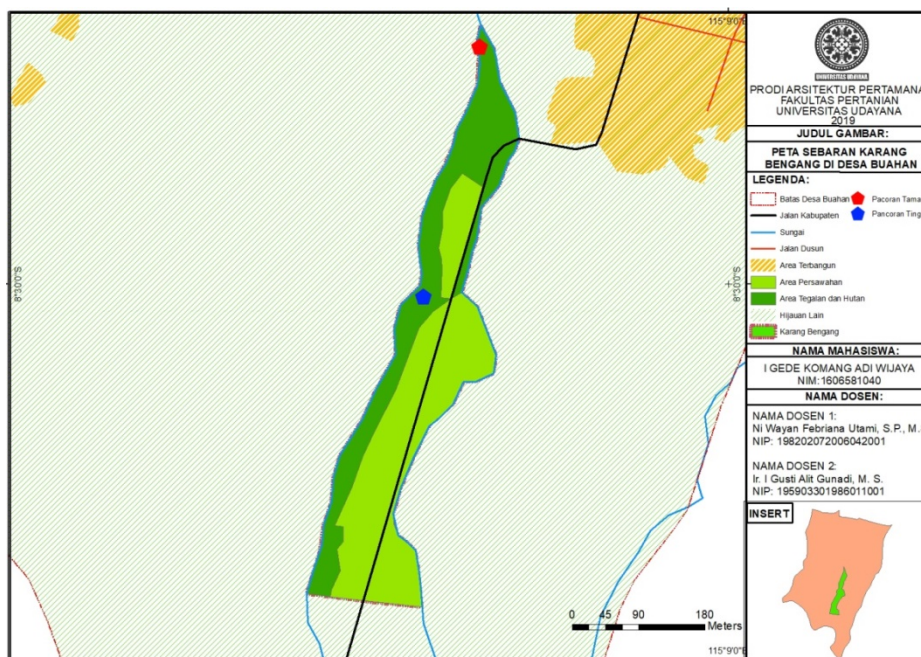 115°9'0"E
8°30'0"S
8°30'0"S
0 45 90 180
Meters
115°9'0"E
UNIVERSITAS UDAYANA
PRODI ARSITEKTUR PERTAMANA
FAKULTAS PERTANIAN
UNIVERSITAS UDAYANA
2019
JUDUL GAMBAR:
PETA SEBARAN KARANG
BENGANG DI DESA BUAHAN
LEGENDA:
Batas Desa Buahan
Pacoran Tama
Jalan Kabupaten
Pancoran Ting
Sungai
Jalan Dusun
Area Terbangun
Area Persawahan
Area Tegalan dan Hutan
Hijauan Lain
Karang Bengang
NAMA MAHASISWA:
I GEDE KOMANG ADI WIJAYA
NIM:1606581040
NAMA DOSEN:
NAMA DOSEN 1:
Ni Wayan Febriana Utami, S.P., M.S
NIP: 198202072006042001
NAMA DOSEN 2:
Ir. I Gusti Alit Gunadi, M. S.
NIP: 195903301986011001
INSERT